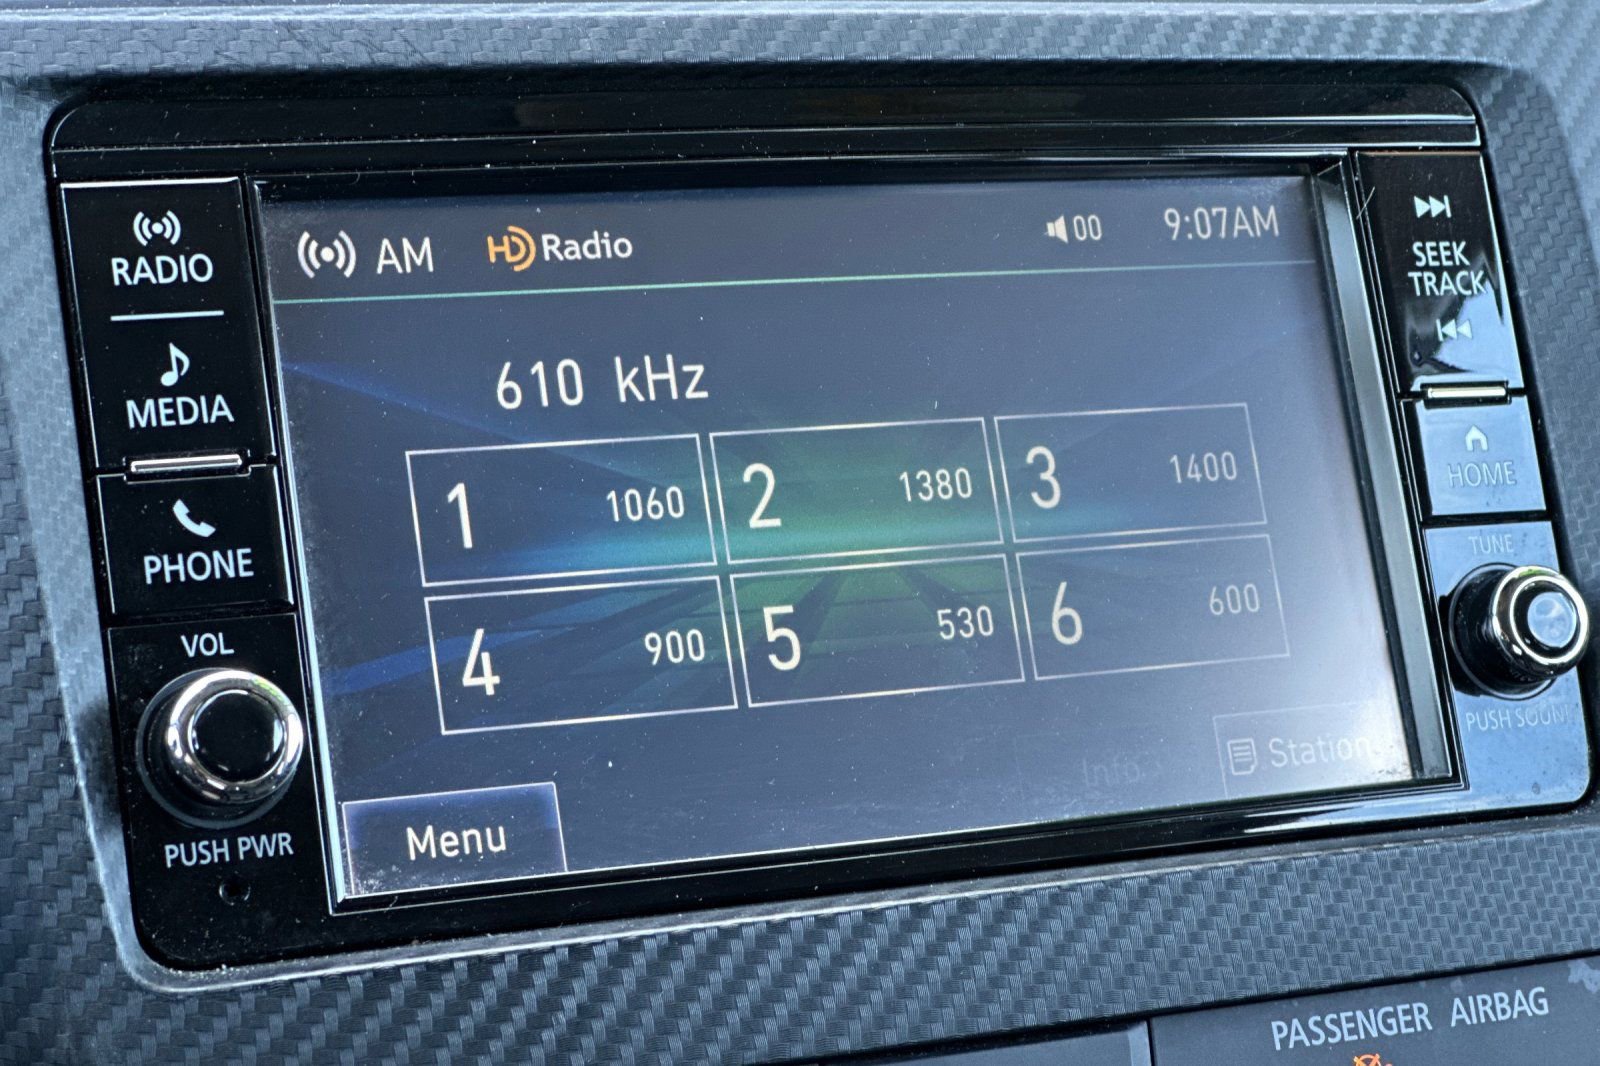 RADIO
MEDIA
PHONE
VOL
PUSH PWR
AM HD Radio 00 9:07AM
610 kHz
1 1060
2 1380
3 1400
4 900
5 530
6 600
Menu
Info
Station
SEEK
TRACK
HOME
TUNE
PUSH SOUND
PASSENGER AIRBAG